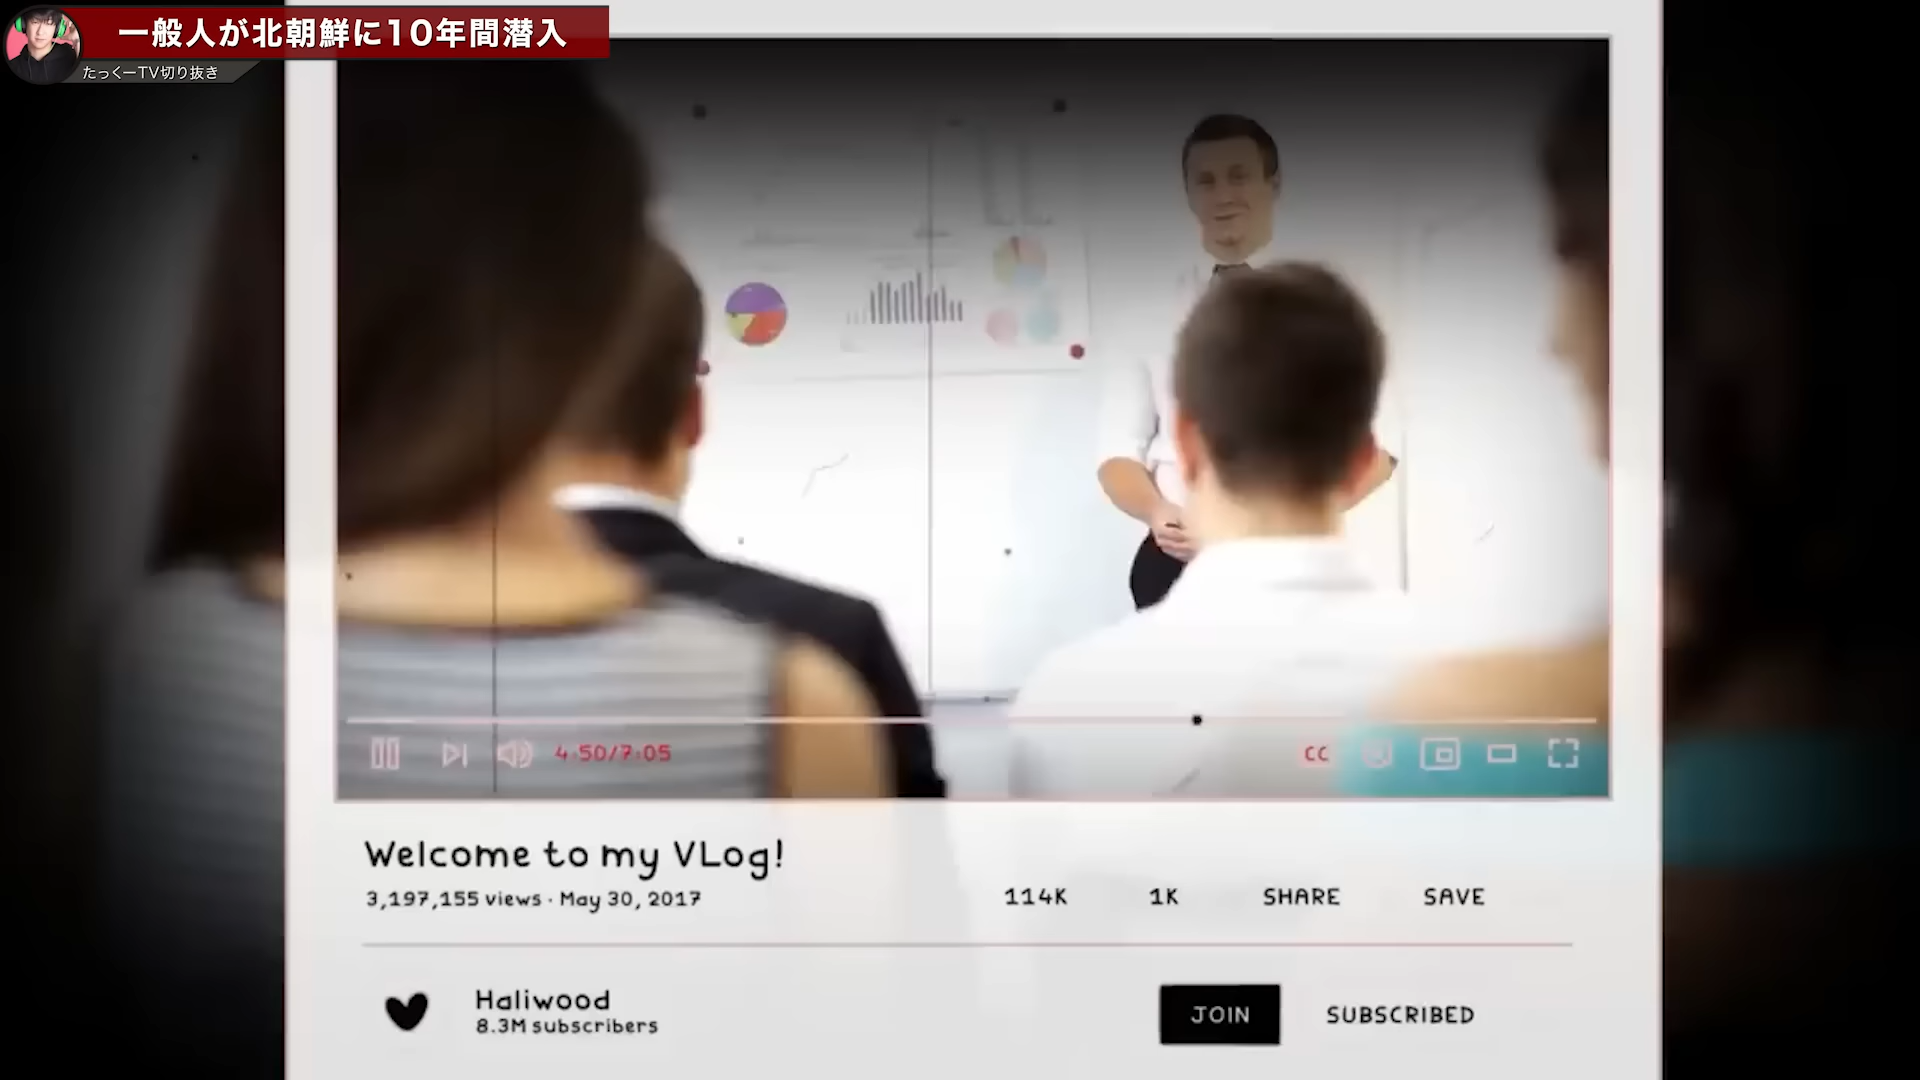 一般人が北朝鮮に10年間潜入
たっくーTV切り抜き
4:50/7:05
CC
Welcome to my VLog!
3,197,155 views · May 30, 2017
114K
1K
SHARE
SAVE
Haliwood
8.3M subscribers
JOIN
SUBSCRIBED